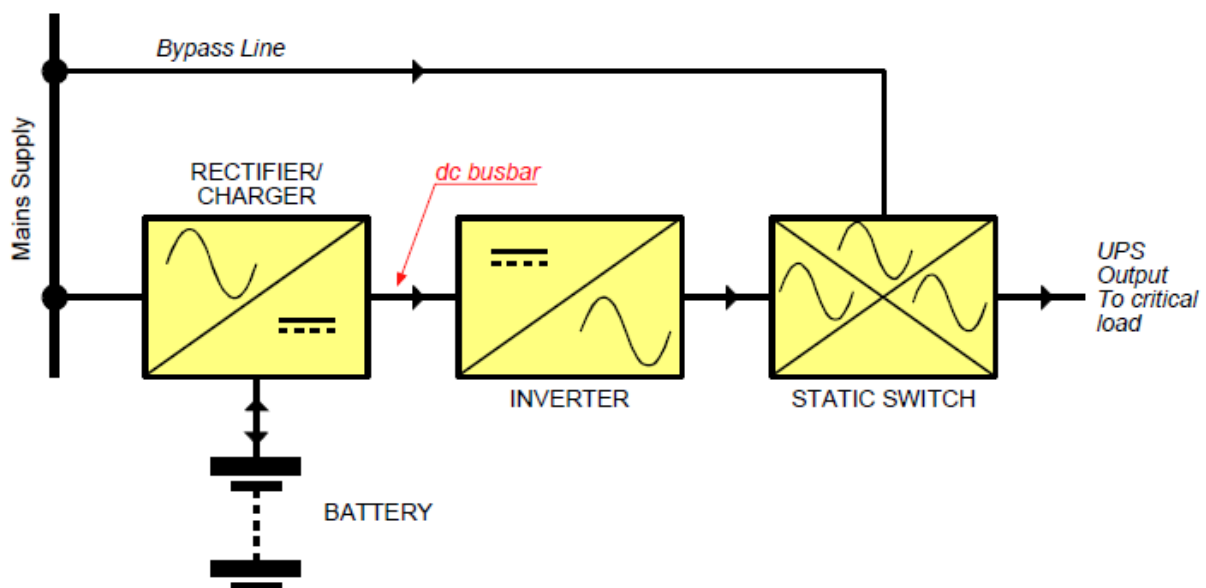 Bypass Line
Mains Supply
RECTIFIER/
CHARGER
dc busbar
UPS
Output
To critical
load
INVERTER
STATIC SWITCH
BATTERY